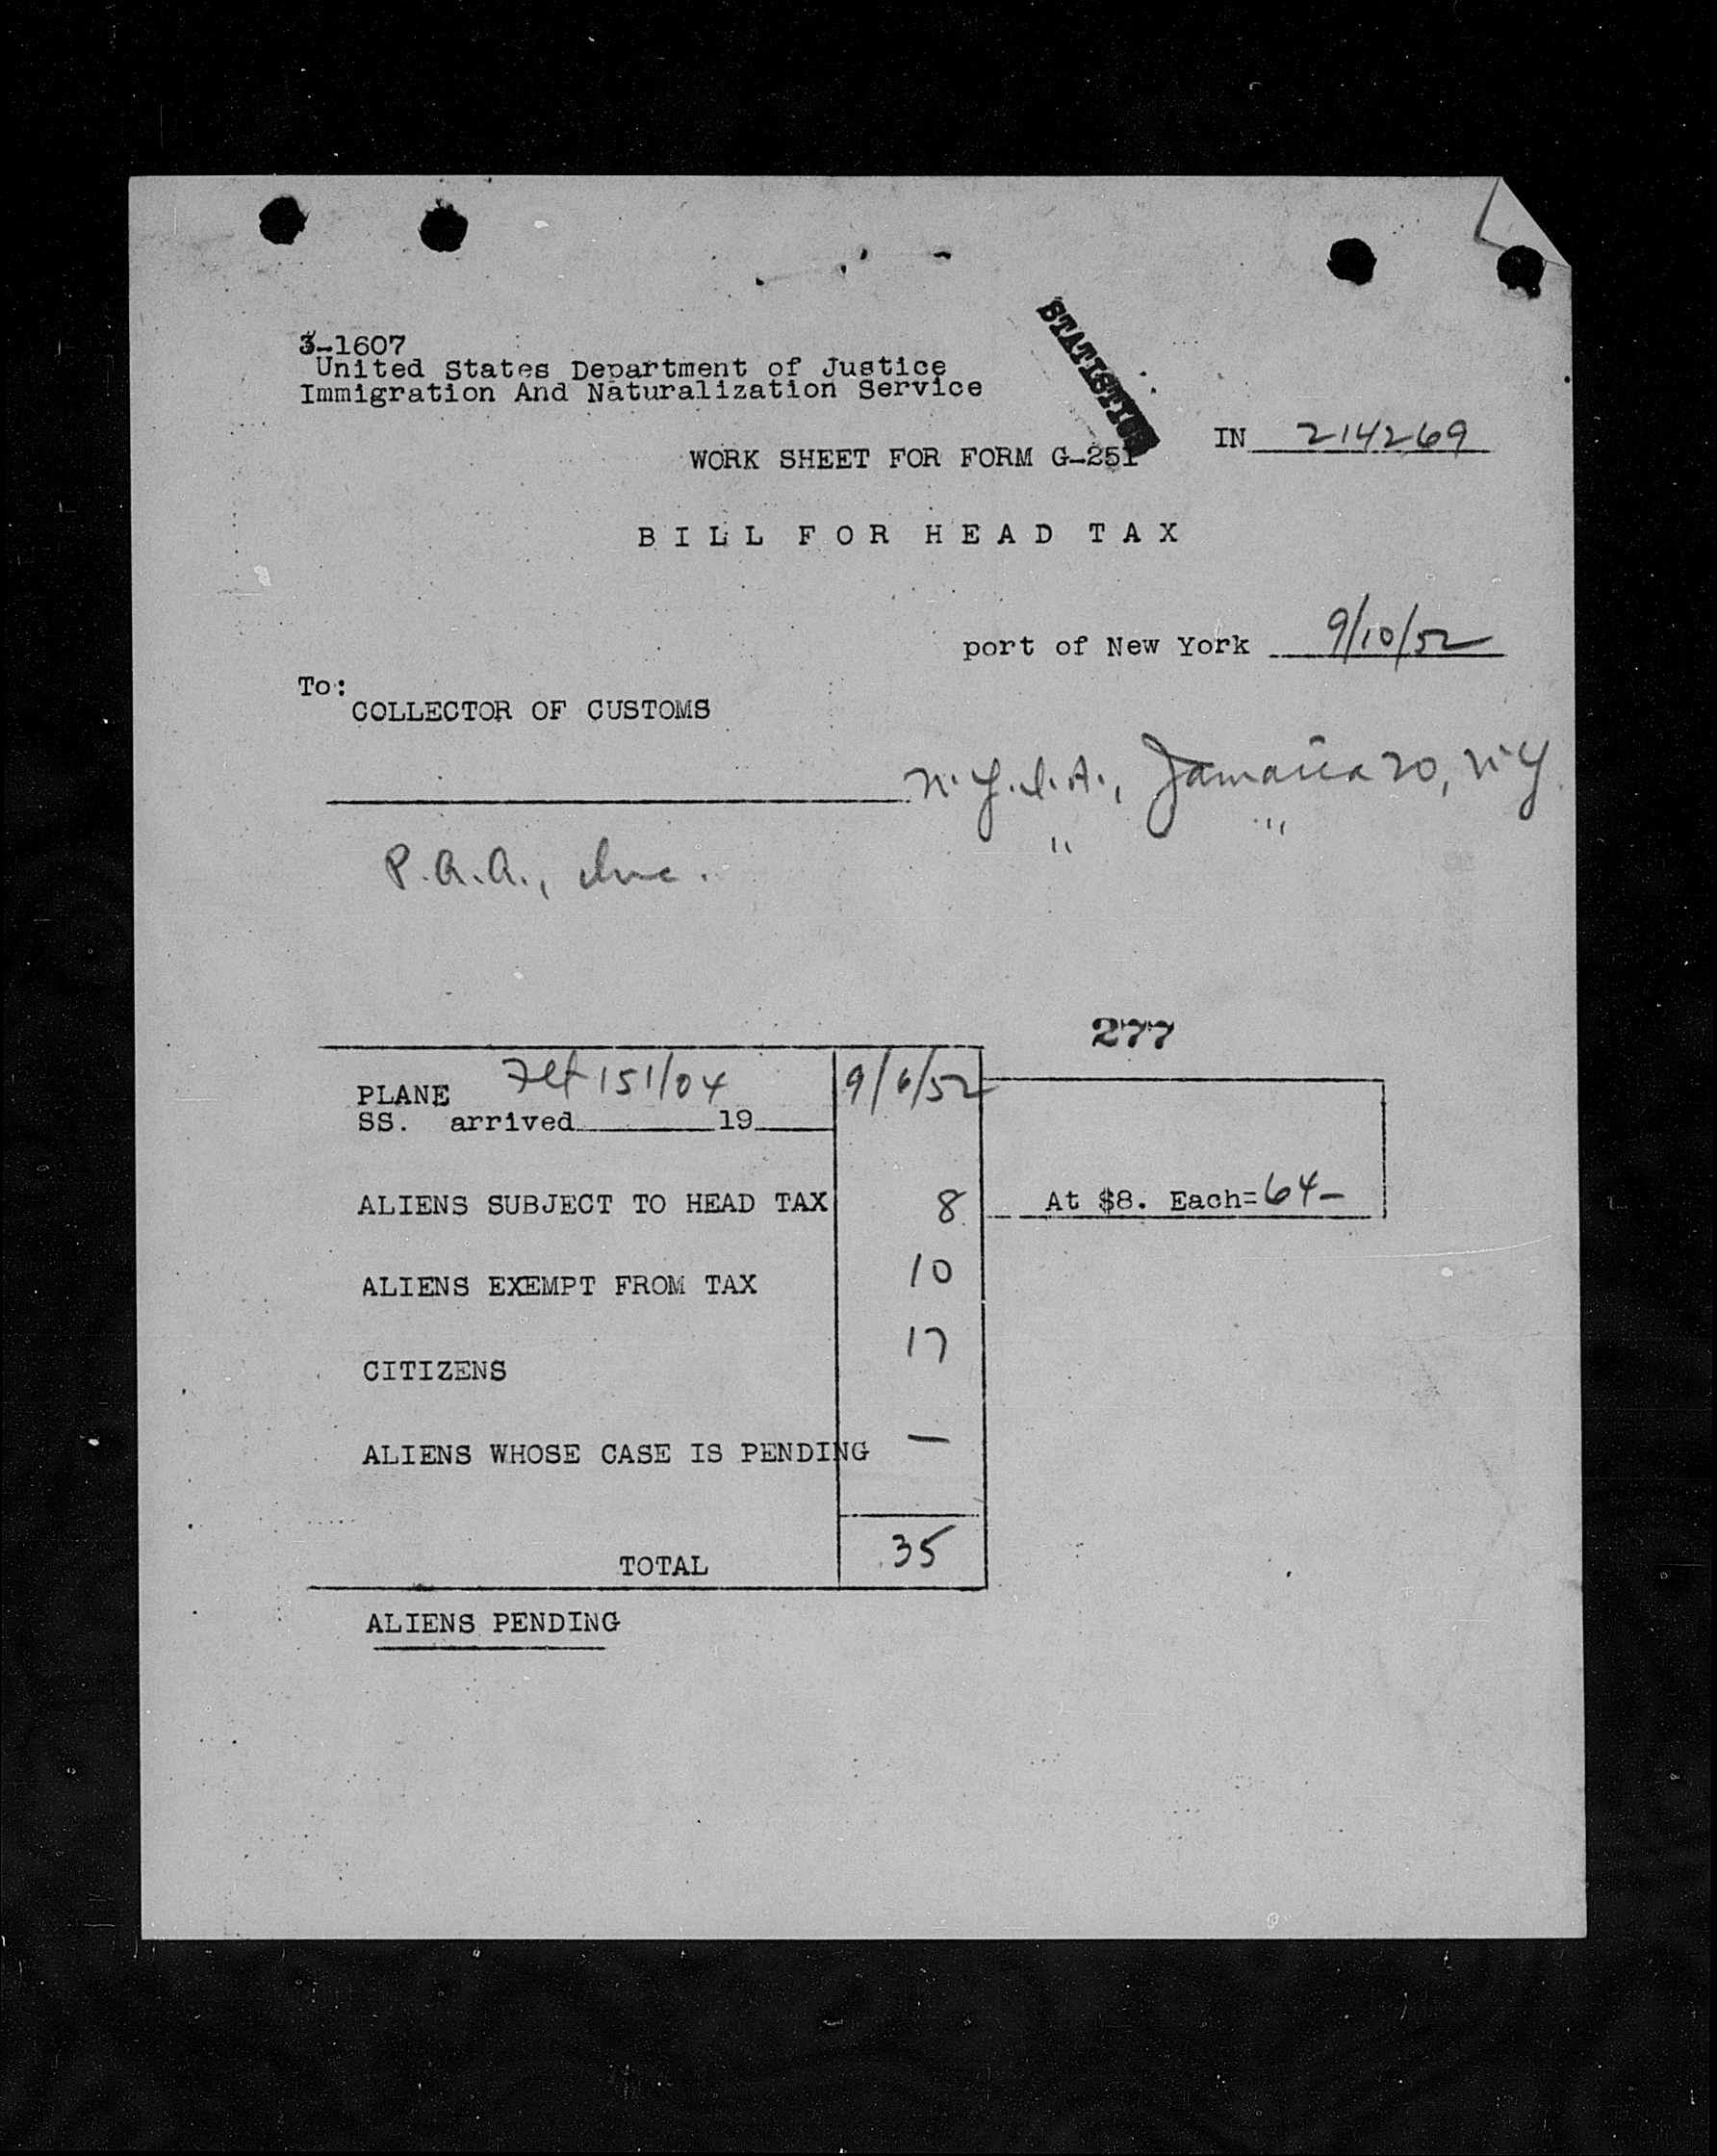 3-1607
United States Department of Justice
Immigration And Naturalization Service
STATISTICS
IN 214269
WORK SHEET FOR FORM G-251
BILL FOR HEAD TAX
port of New York 9/10/52
To:
COLLECTOR OF CUSTOMS
N.Y.I.A., Jamaica 20, N.Y.
" "
P.A.A., Inc.
277
PLANE Flt 151/04 9/6/52
SS. arrived 19
ALIENS SUBJECT TO HEAD TAX 8 At $8. Each=64-
ALIENS EXEMPT FROM TAX 10
CITIZENS 17
ALIENS WHOSE CASE IS PENDING —
TOTAL 35
ALIENS PENDING